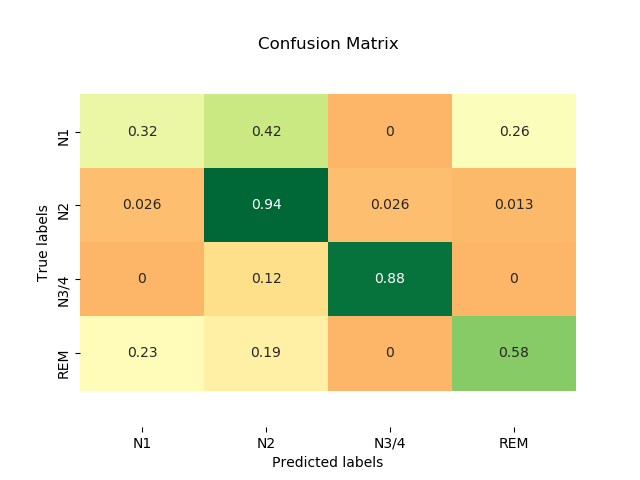 Confusion Matrix
True labels
N1 0.32 0.42 0 0.26
N2 0.026 0.94 0.026 0.013
N3/4 0 0.12 0.88 0
REM 0.23 0.19 0 0.58
N1 N2 N3/4 REM
Predicted labels